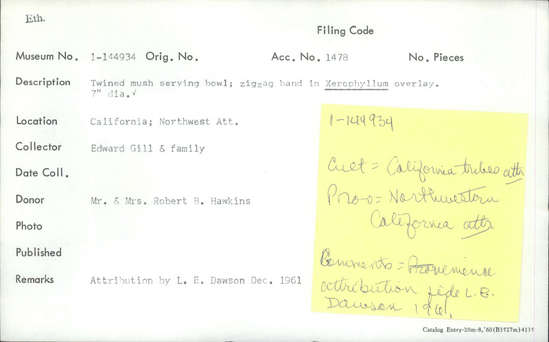 Eth.
Filing Code
Museum No. 1-144934 Orig. No. Acc. No. 1478 No. Pieces
Description Twined mush serving bowl; zigzag band in Xerophyllum overlay.
7" dia.✓
Location California; Northwest Att.
Collector Edward Gill & family
Date Coll.
Donor Mr. & Mrs. Robert B. Hawkins
Photo
Published
Remarks Attribution by L. E. Dawson Dec. 1961
1-144934
Cult = California tribes attr
Prov = Northwestern
California attr
Comments = Provenience
attribution fide L.E.
Dawson 1961.
Catalog Entry-20m-8,'60